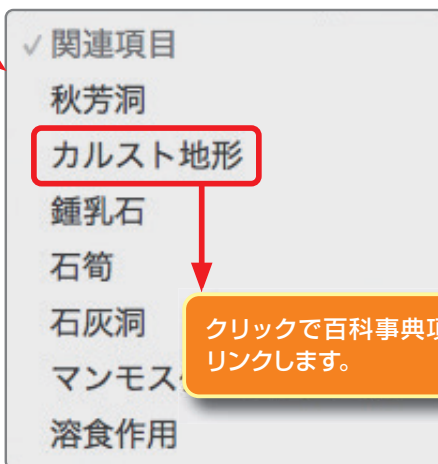 ✓関連項目
秋芳洞
カルスト地形
鍾乳石
石筍
石灰洞
マンモス
溶食作用
クリックで百科事典項
リンクします。